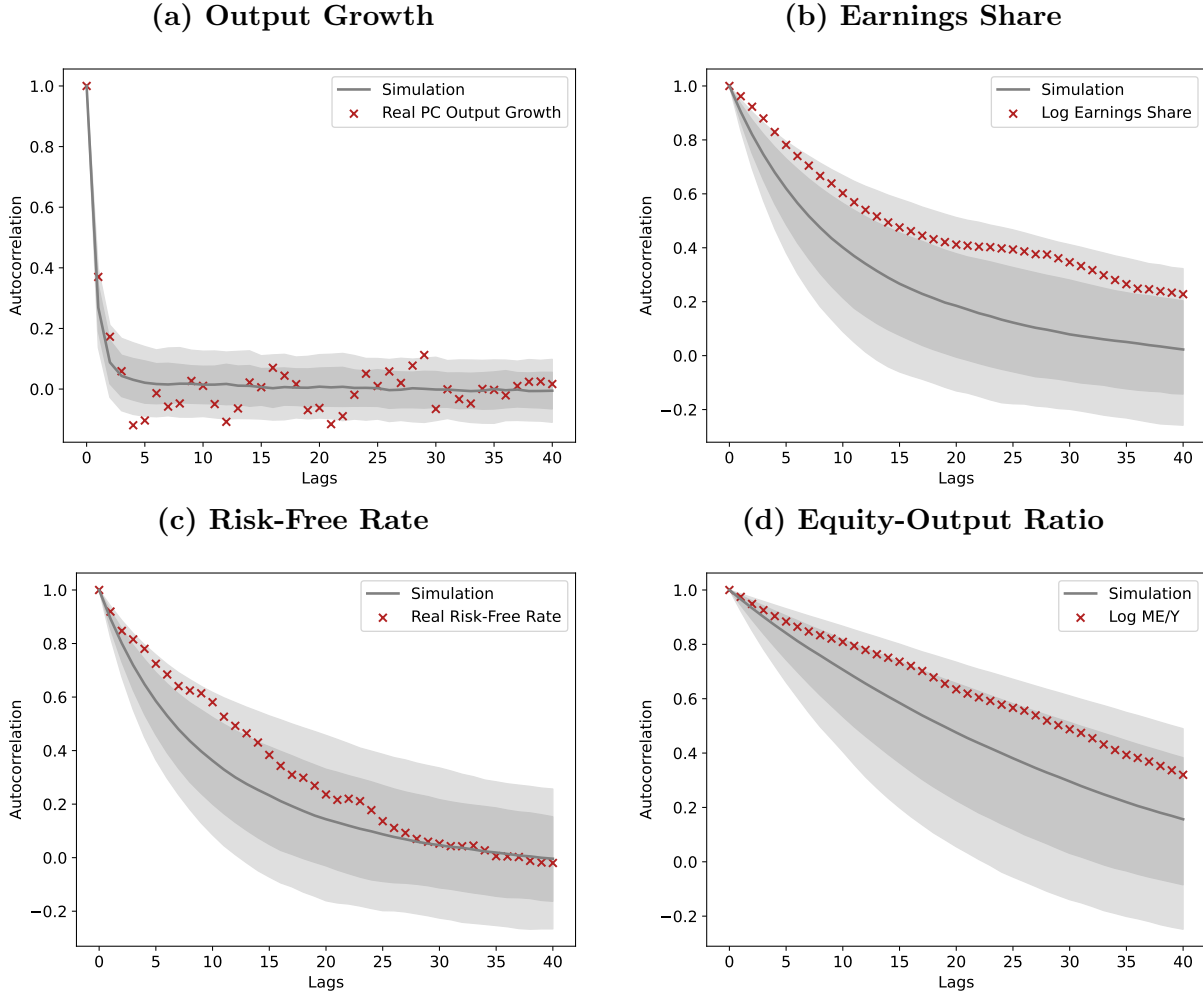 (a) Output Growth
1.0
0.8
0.6
0.4
0.2
0.0
Autocorrelation
Simulation
Real PC Output Growth
0 5 10 15 20 25 30 35 40
Lags
(b) Earnings Share
1.0
0.8
0.6
0.4
0.2
0.0
−0.2
Autocorrelation
Simulation
Log Earnings Share
0 5 10 15 20 25 30 35 40
Lags
(c) Risk-Free Rate
1.0
0.8
0.6
0.4
0.2
0.0
−0.2
Autocorrelation
Simulation
Real Risk-Free Rate
0 5 10 15 20 25 30 35 40
Lags
(d) Equity-Output Ratio
1.0
0.8
0.6
0.4
0.2
0.0
−0.2
Autocorrelation
Simulation
Log ME/Y
0 5 10 15 20 25 30 35 40
Lags